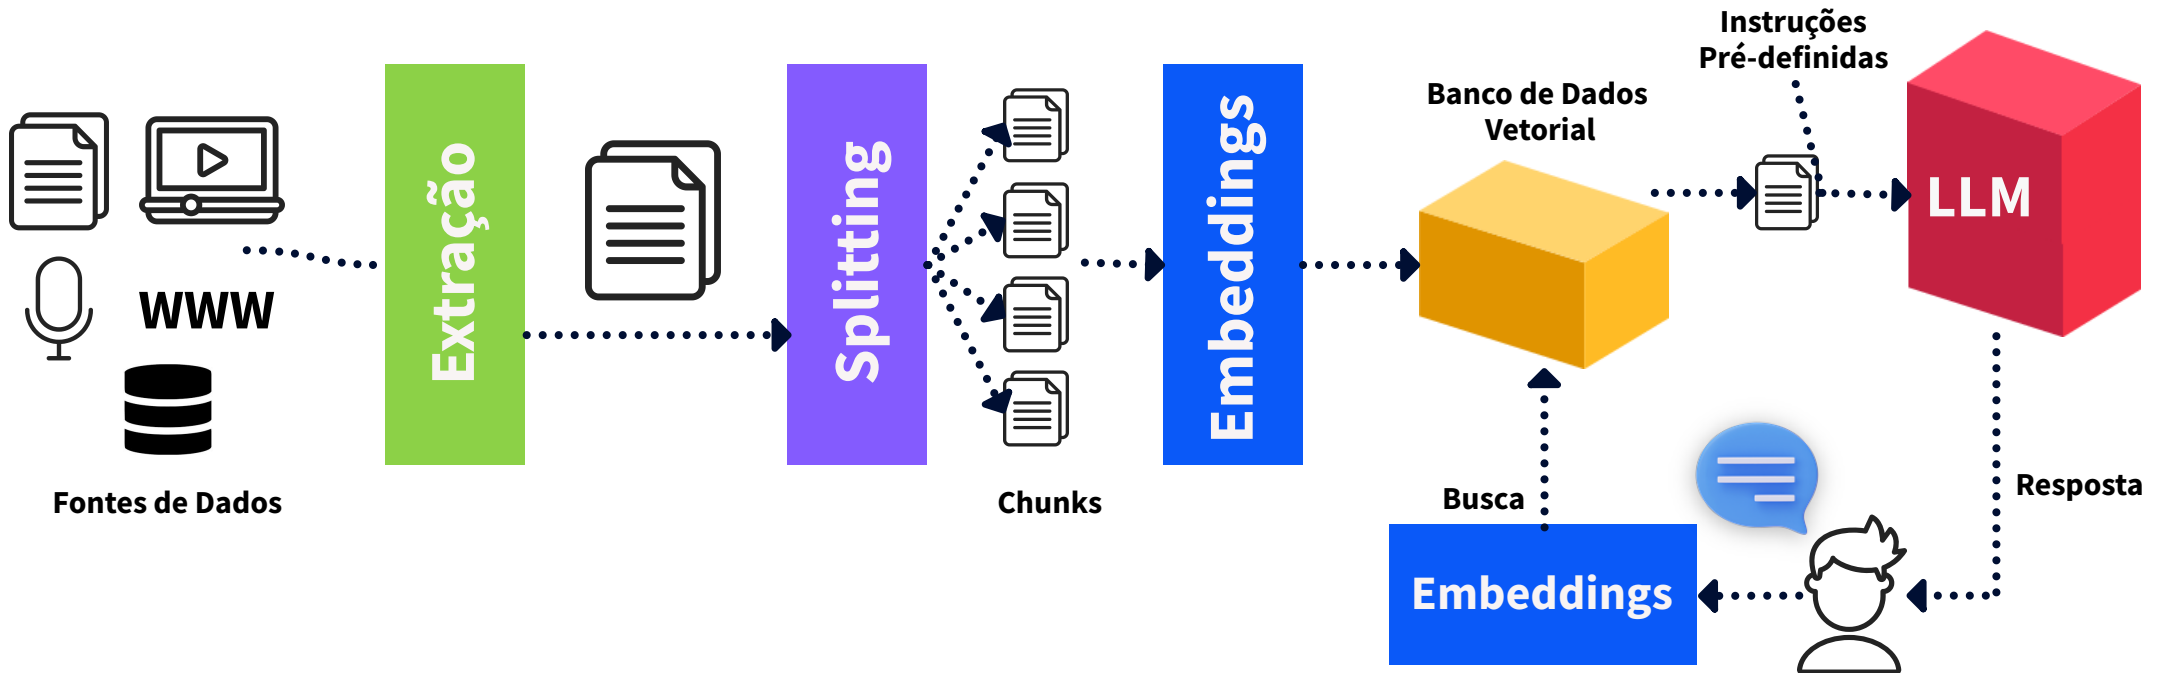 WWW
Fontes de Dados
Extração
Splitting
Chunks
Embeddings
Banco de Dados
Vetorial
Instruções
Pré-definidas
LLM
Busca
Embeddings
Resposta